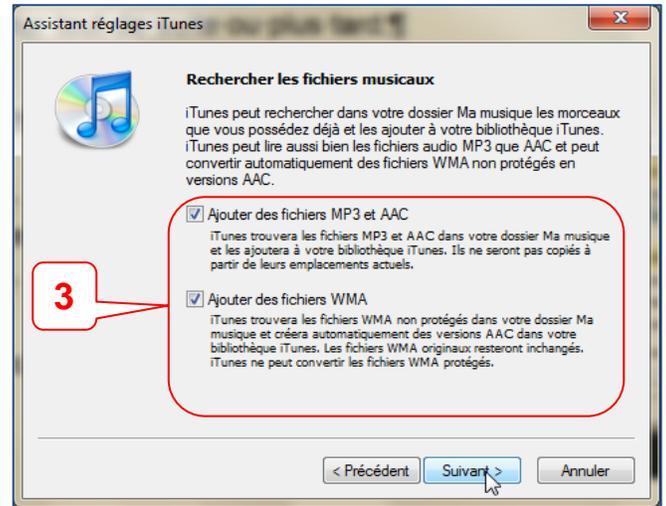 Assistant réglages iTunes
Rechercher les fichiers musicaux
iTunes peut rechercher dans votre dossier Ma musique les morceaux
que vous possédez déjà et les ajouter à votre bibliothèque iTunes.
iTunes peut lire aussi bien les fichiers audio MP3 que AAC et peut
convertir automatiquement des fichiers WMA non protégés en
versions AAC.
Ajouter des fichiers MP3 et AAC
iTunes trouvera les fichiers MP3 et AAC dans votre dossier Ma musique
et les ajoutera à votre bibliothèque iTunes. Ils ne seront pas copiés à
partir de leurs emplacements actuels.
3
Ajouter des fichiers WMA
iTunes trouvera les fichiers WMA non protégés dans votre dossier Ma
musique et créera automatiquement des versions AAC dans votre
bibliothèque iTunes. Les fichiers WMA originaux resteront inchangés.
iTunes ne peut convertir les fichiers WMA protégés.
< Précédent Suivant > Annuler